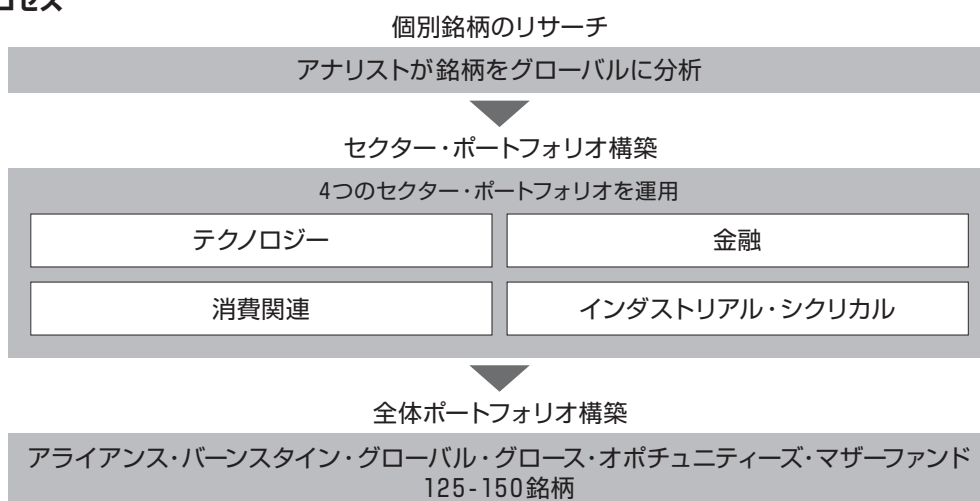 個別銘柄のリサーチ
アナリストが銘柄をグローバルに分析
セクター・ポートフォリオ構築
4つのセクター・ポートフォリオを運用
テクノロジー
金融
消費関連
インダストリアル・シクリカル
全体ポートフォリオ構築
アライアンス・バーンスタイン・グローバル・グロース・オポチュニティーズ・マザーファンド
125-150銘柄